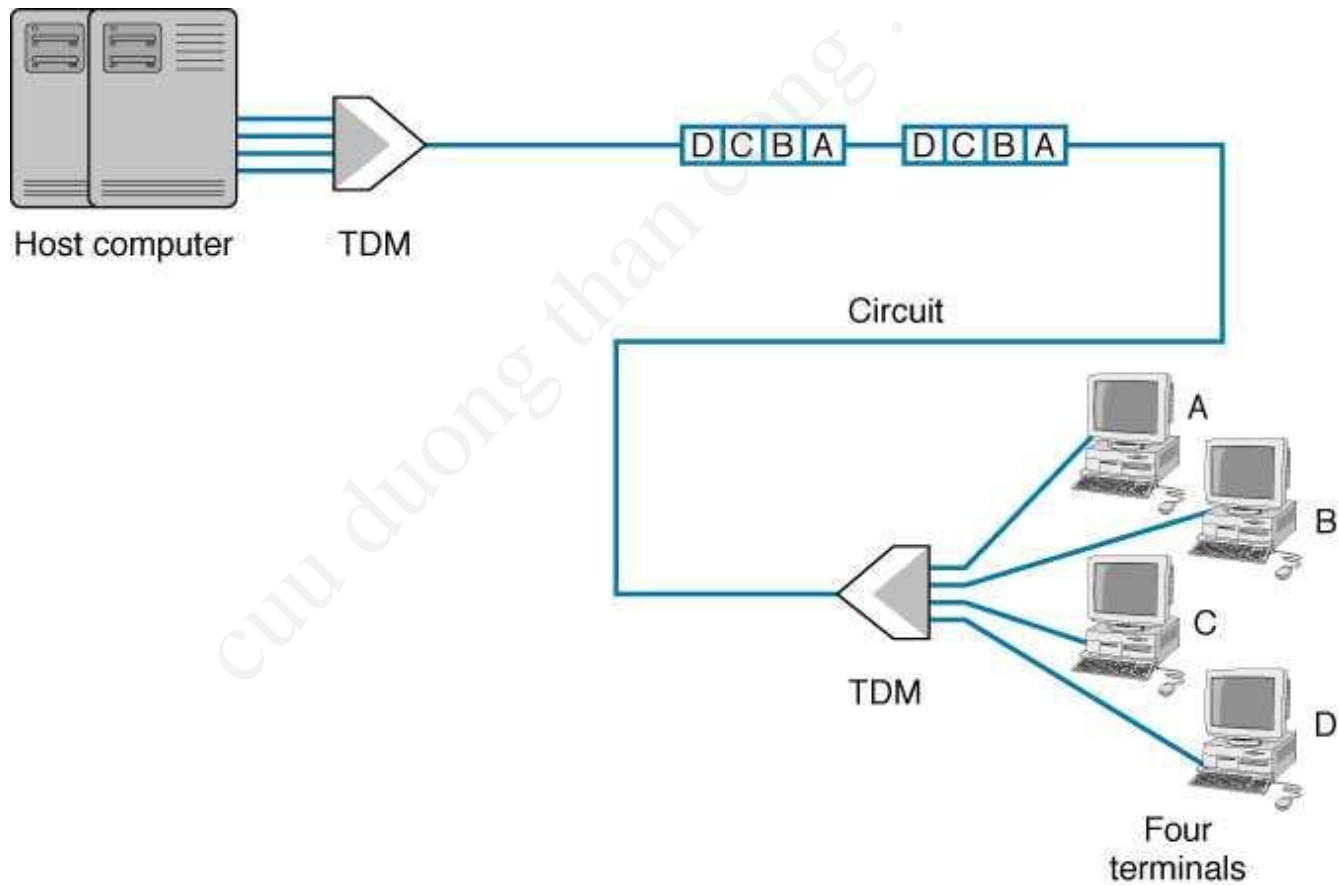 D C B A
D C B A
Host computer
TDM
Circuit
A
B
C
D
TDM
Four
terminals
cuu duong than cong .